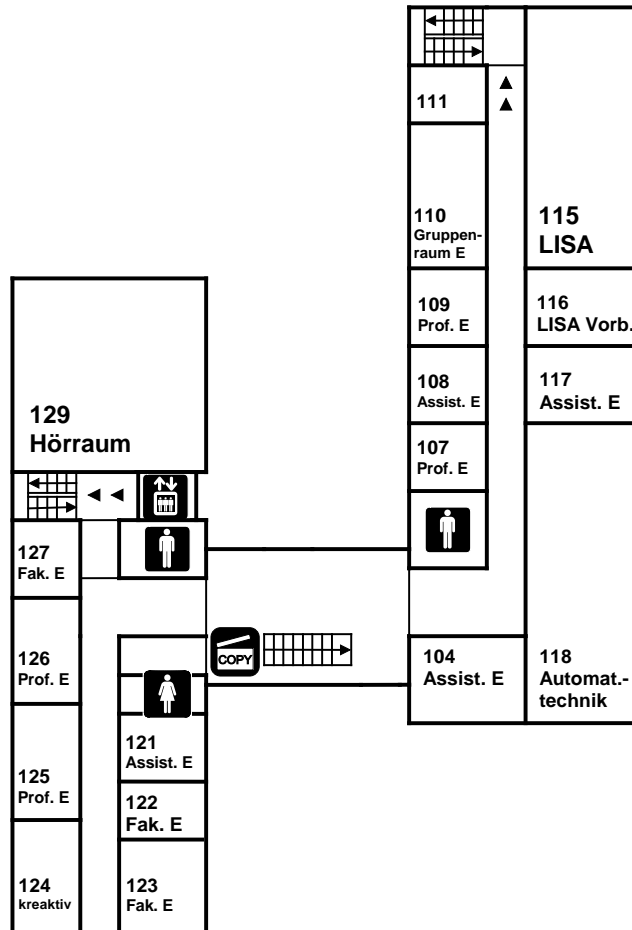 111
110
Gruppen-
raum E
115
LISA
109
Prof. E
116
LISA Vorb.
108
Assist. E
117
Assist. E
129
Hörraum
107
Prof. E
127
Fak. E
COPY
126
Prof. E
104
Assist. E
118
Automat.-
technik
121
Assist. E
125
Prof. E
122
Fak. E
124
kreaktiv
123
Fak. E